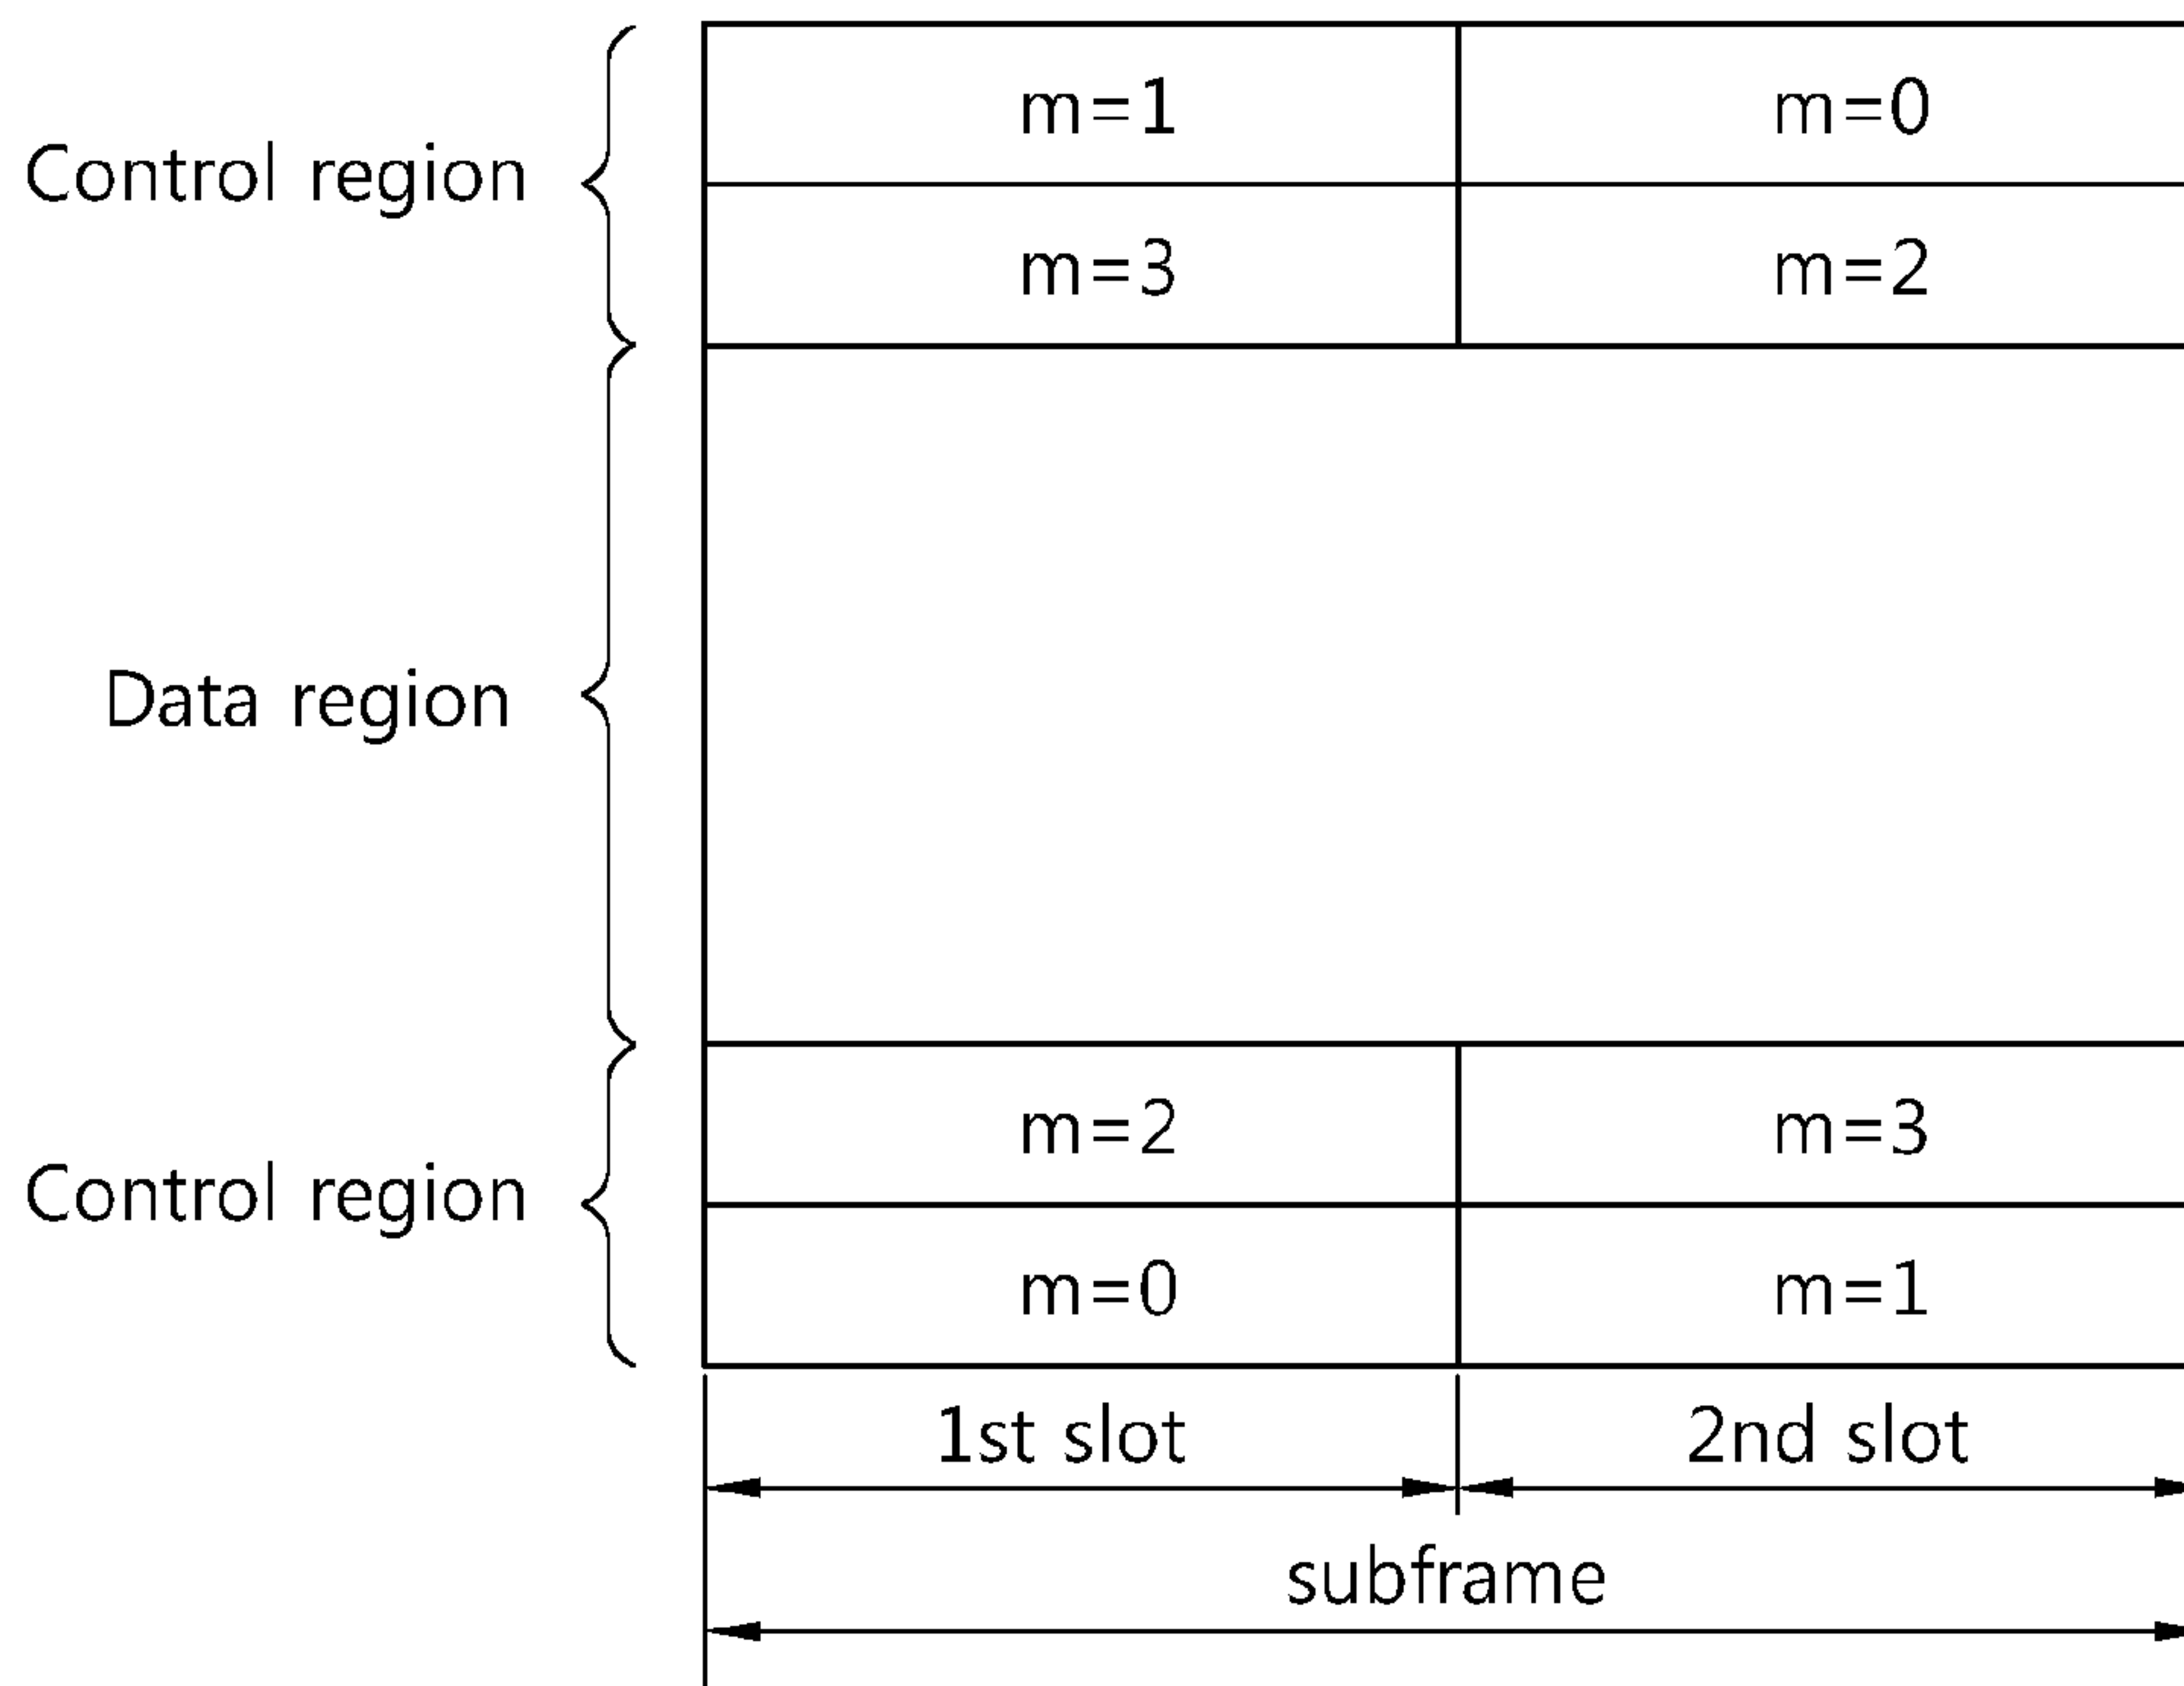 m=1 m=0
Control region
m=3 m=2
Data region
m=2 m=3
Control region
m=0 m=1
1st slot 2nd slot
subframe